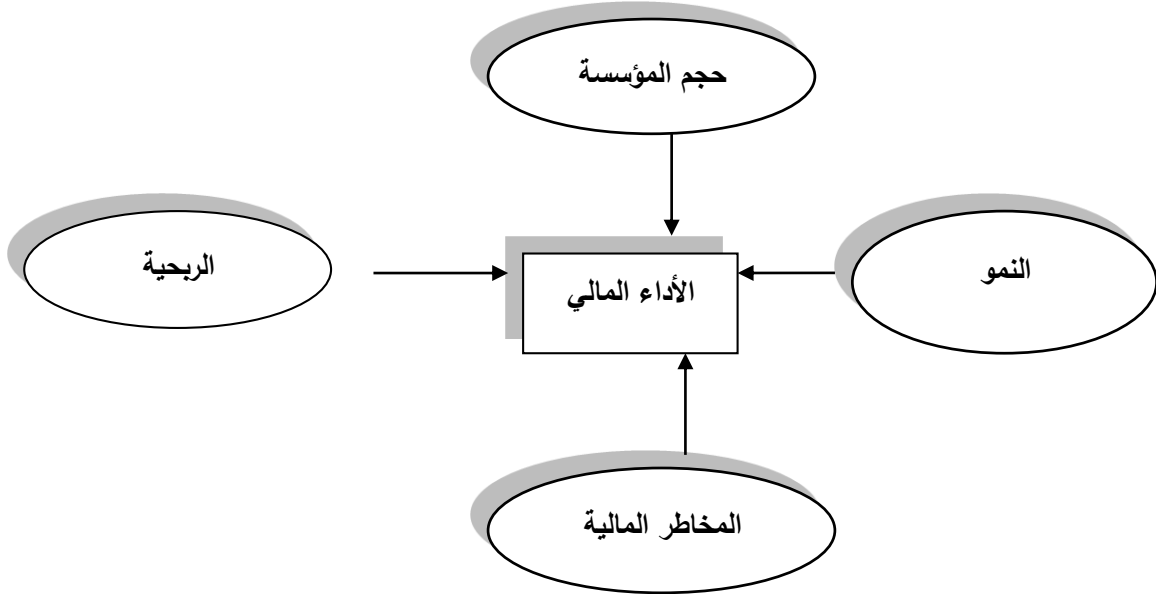 حجم المؤسسة
النمو
الربحية
الأداء المالي
المخاطر المالية